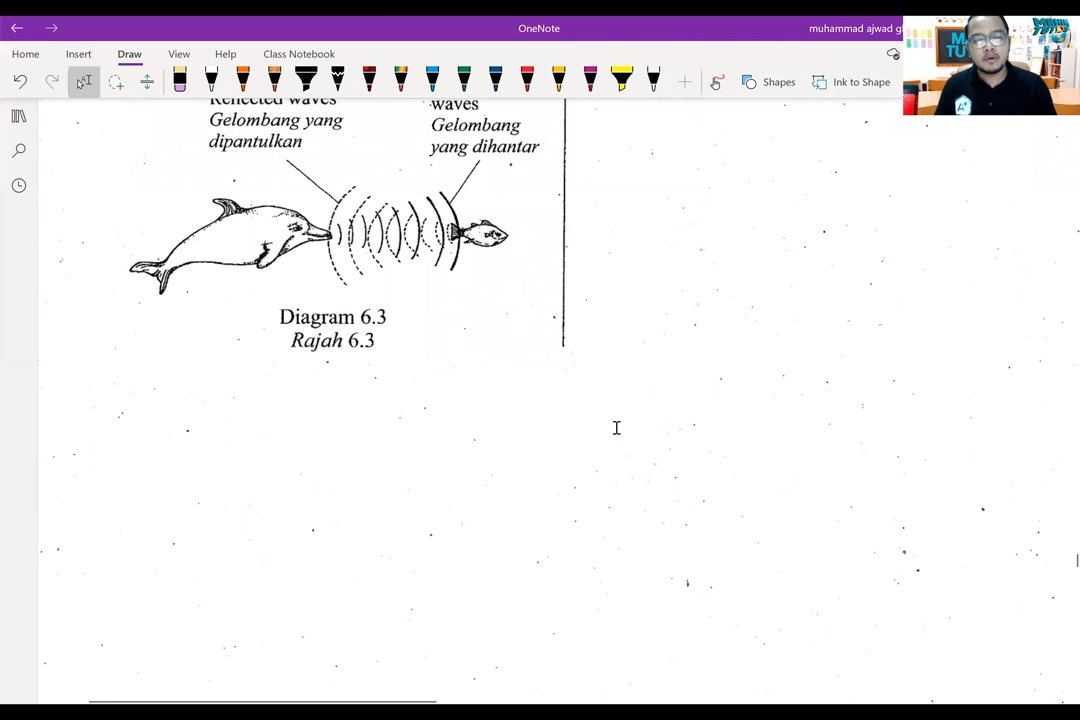 OneNote
muhammad ajwad
Home Insert Draw View Help Class Notebook
Shapes Ink to Shape
Reflected waves
Gelombang yang
dipantulkan
waves
Gelombang
yang dihantar
Diagram 6.3
Rajah 6.3
A+